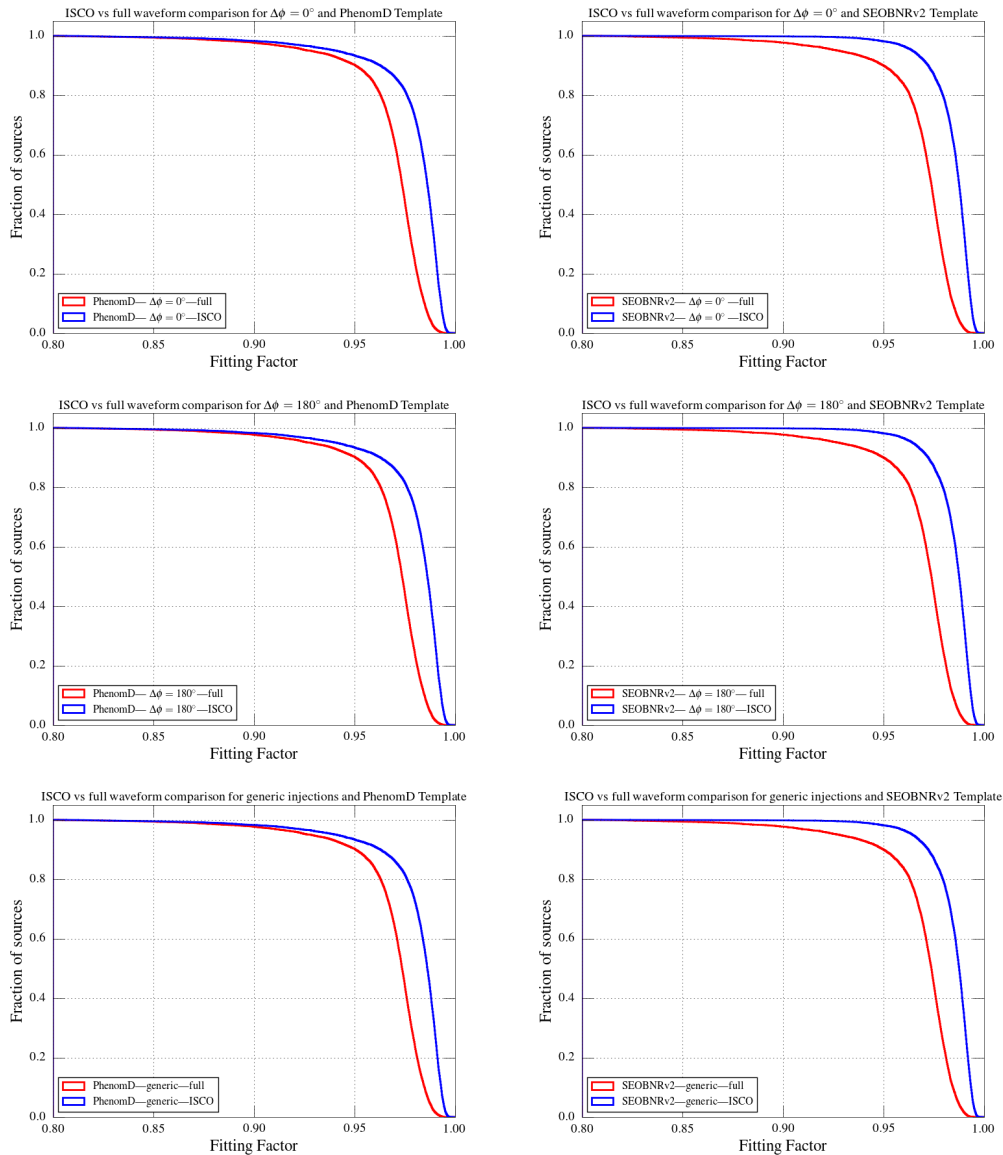 ISCO vs full waveform comparison for Δϕ = 0° and PhenomD Template
1.0
0.8
0.6
0.4
0.2
0.0
Fraction of sources
PhenomD— Δϕ = 0°—full
PhenomD— Δϕ = 0°—ISCO
0.80
0.85
0.90
0.95
1.00
Fitting Factor
ISCO vs full waveform comparison for Δϕ = 0° and SEOBNRv2 Template
1.0
0.8
0.6
0.4
0.2
0.0
Fraction of sources
SEOBNRv2— Δϕ = 0° —full
SEOBNRv2— Δϕ = 0° —ISCO
0.80
0.85
0.90
0.95
1.00
Fitting Factor
ISCO vs full waveform comparison for Δϕ = 180° and PhenomD Template
1.0
0.8
0.6
0.4
0.2
0.0
Fraction of sources
PhenomD— Δϕ = 180°—full
PhenomD— Δϕ = 180°—ISCO
0.80
0.85
0.90
0.95
1.00
Fitting Factor
ISCO vs full waveform comparison for Δϕ = 180° and SEOBNRv2 Template
1.0
0.8
0.6
0.4
0.2
0.0
Fraction of sources
SEOBNRv2— Δϕ = 180°— full
SEOBNRv2— Δϕ = 180°—ISCO
0.80
0.85
0.90
0.95
1.00
Fitting Factor
ISCO vs full waveform comparison for generic injections and PhenomD Template
1.0
0.8
0.6
0.4
0.2
0.0
Fraction of sources
PhenomD—generic—full
PhenomD—generic—ISCO
0.80
0.85
0.90
0.95
1.00
Fitting Factor
ISCO vs full waveform comparison for generic injections and SEOBNRv2 Template
1.0
0.8
0.6
0.4
0.2
0.0
Fraction of sources
SEOBNRv2—generic—full
SEOBNRv2—generic—ISCO
0.80
0.85
0.90
0.95
1.00
Fitting Factor